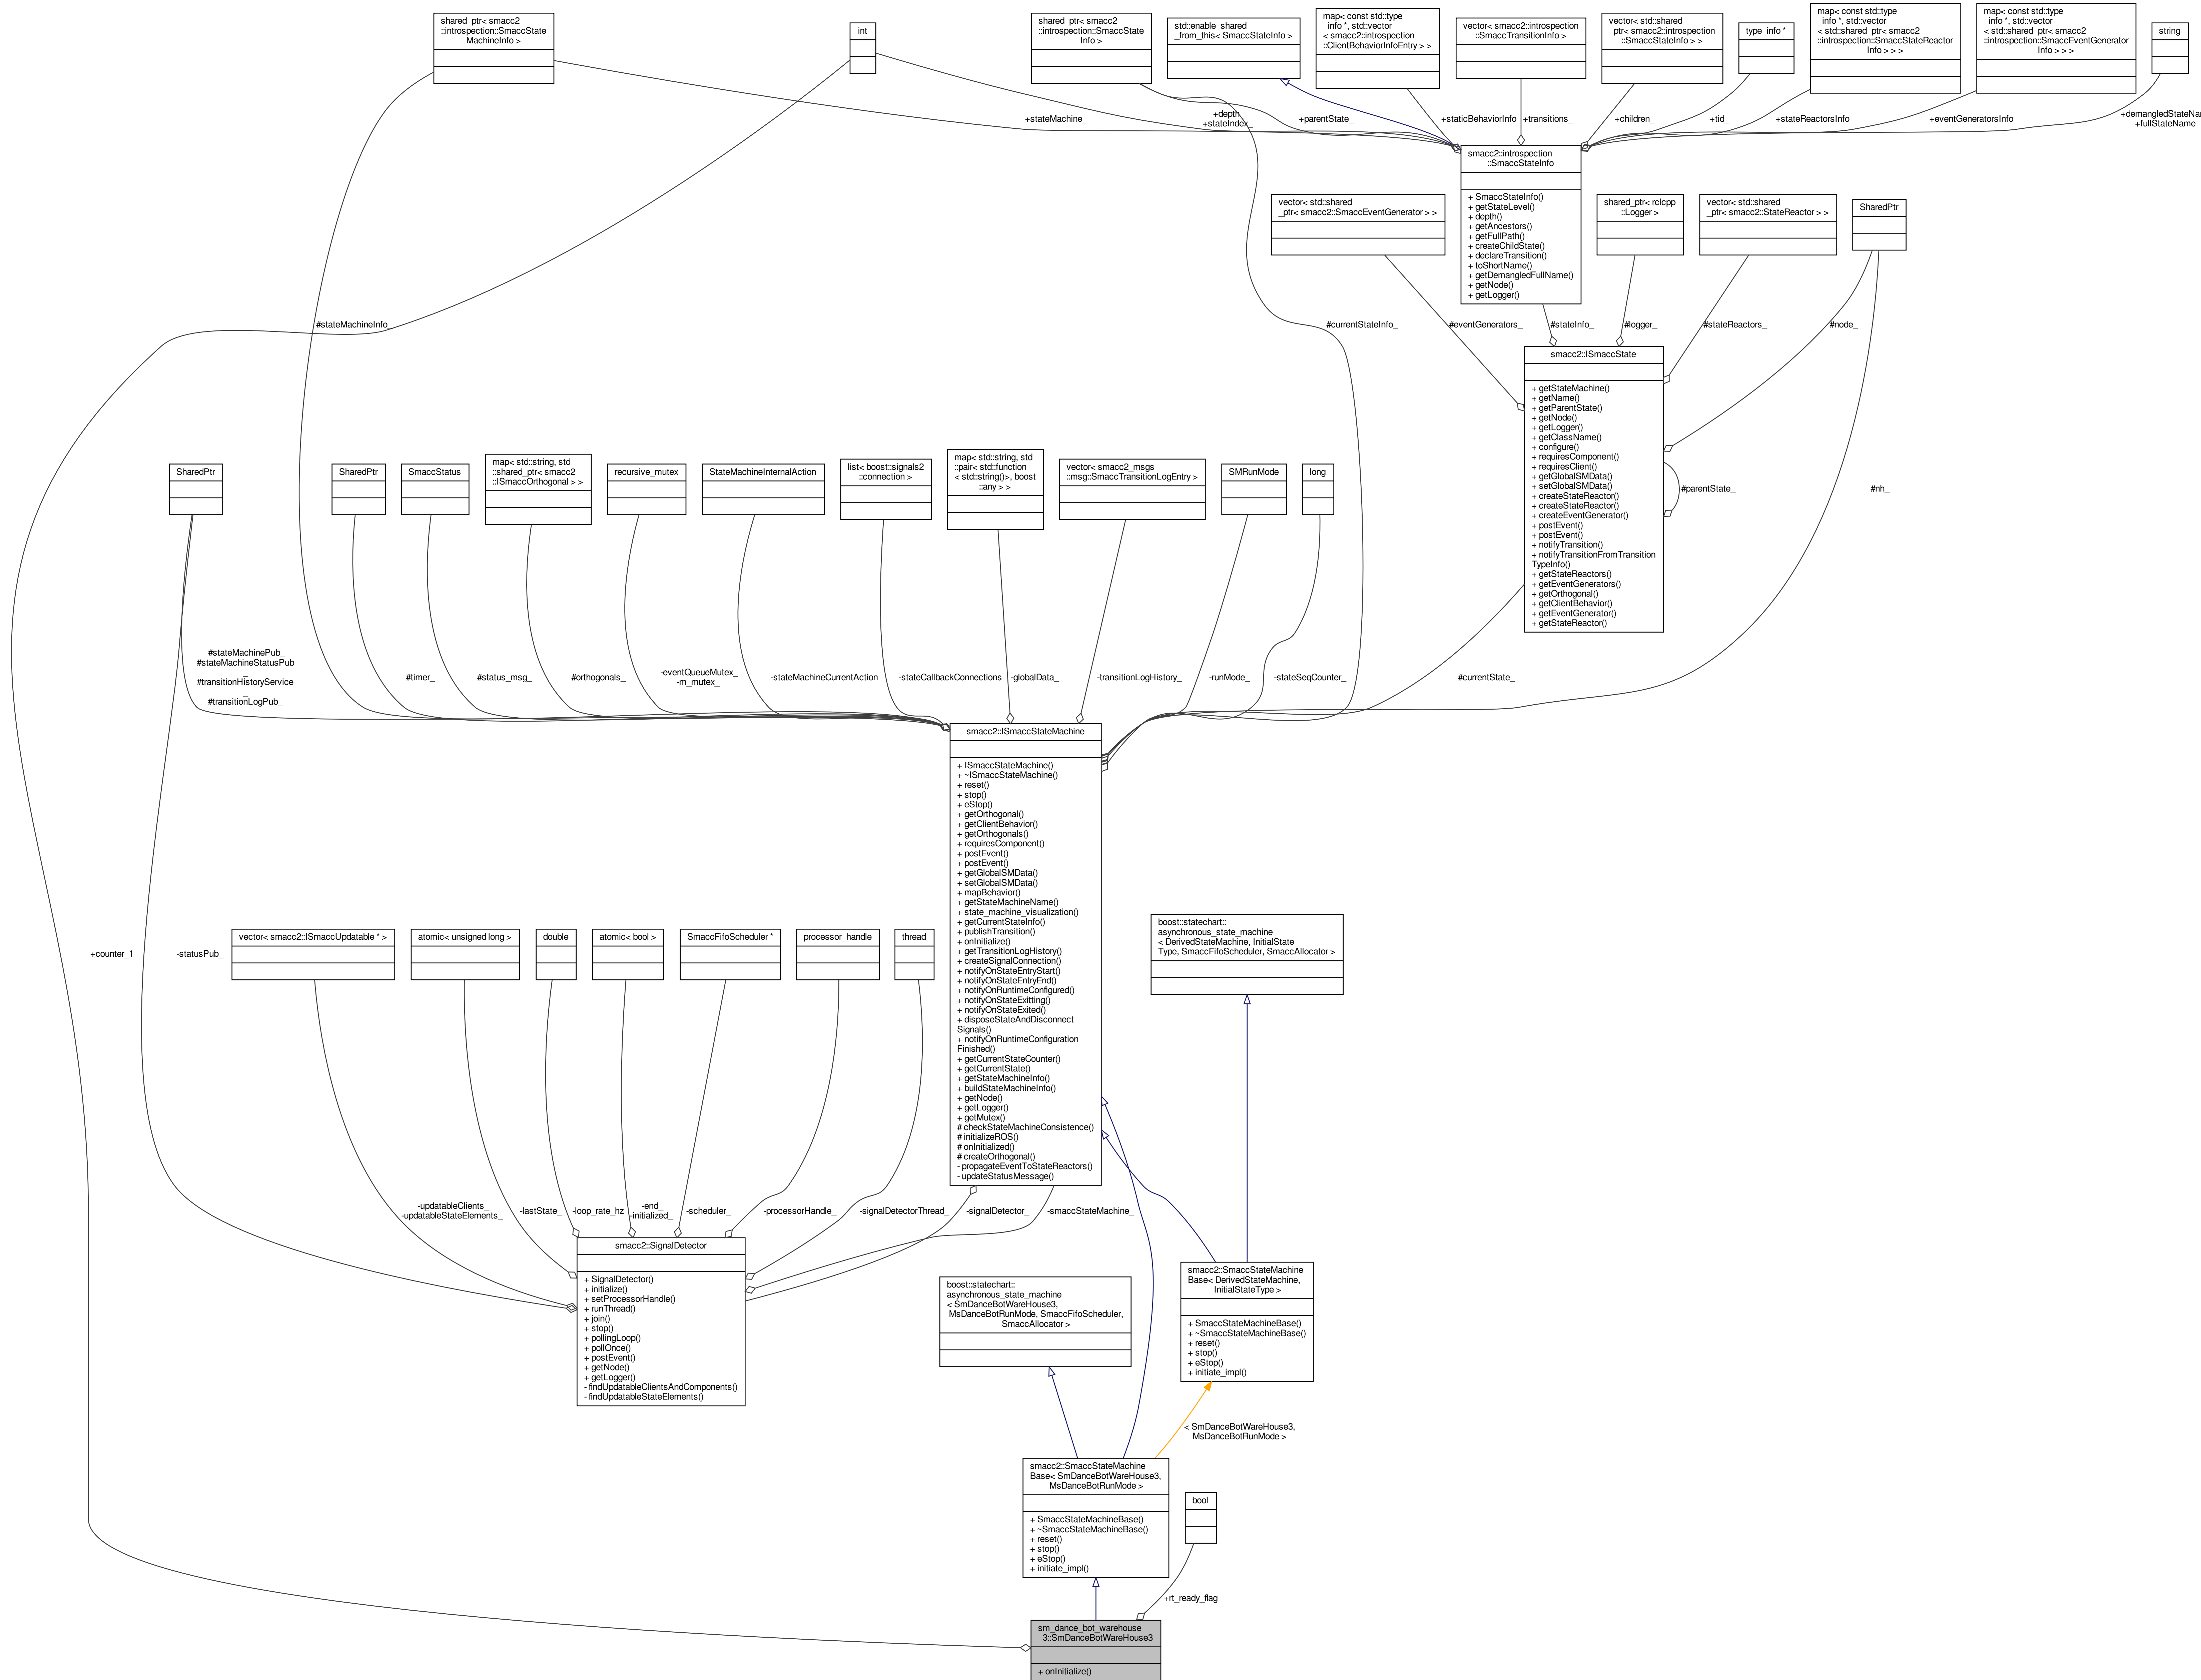 shared_ptr< smacc2
::introspection::SmaccState
MachineInfo >
int
shared_ptr< smacc2
::introspection::SmaccState
Info >
std::enable_shared
_from_this< SmaccStateInfo >
map< const std::type
_info *, std::vector
< smacc2::introspection
::ClientBehaviorInfoEntry > >
vector< smacc2::introspection
::SmaccTransitionInfo >
vector< std::shared
_ptr< smacc2::introspection
::SmaccStateInfo > >
type_info *
map< const std::type
_info *, std::vector
< std::shared_ptr< smacc2
::introspection::SmaccStateReactor
Info > > >
map< const std::type
_info *, std::vector
< std::shared_ptr< smacc2
::introspection::SmaccEventGenerator
Info > > >
string
+stateMachine_
+depth_
+stateIndex_
+parentState_
+staticBehaviorInfo
+transitions_
+children_
+tid_
+stateReactorsInfo
+eventGeneratorsInfo
+demangledStateNa
+fullStateName
smacc2::introspection
::SmaccStateInfo
+ SmaccStateInfo()
+ getStateLevel()
+ depth()
+ getAncestors()
+ getFullPath()
+ createChildState()
+ declareTransition()
+ toShortName()
+ getDemangledFullName()
+ getNode()
+ getLogger()
vector< std::shared
_ptr< smacc2::SmaccEventGenerator > >
shared_ptr< rclcpp
::Logger >
vector< std::shared
_ptr< smacc2::StateReactor > >
SharedPtr
#stateMachineInfo_
#currentStateInfo_
#eventGenerators_
#stateInfo_
#logger_
#stateReactors_
#node_
smacc2::ISmaccState
+ getStateMachine()
+ getName()
+ getParentState()
+ getNode()
+ getLogger()
+ getClassName()
+ configure()
+ requiresComponent()
+ requiresClient()
+ getGlobalSMData()
+ setGlobalSMData()
+ createStateReactor()
+ createStateReactor()
+ createEventGenerator()
+ postEvent()
+ postEvent()
+ notifyTransition()
+ notifyTransitionFromTransition
TypeInfo()
+ getStateReactors()
+ getEventGenerators()
+ getOrthogonal()
+ getClientBehavior()
+ getEventGenerator()
+ getStateReactor()
#parentState_
#nh_
SharedPtr
SharedPtr
SmaccStatus
map< std::string, std
::shared_ptr< smacc2
::ISmaccOrthogonal > >
recursive_mutex
StateMachineInternalAction
list< boost::signals2
::connection >
map< std::string, std
::pair< std::function
< std::string()>, boost
::any > >
vector< smacc2_msgs
::msg::SmaccTransitionLogEntry >
SMRunMode
long
#stateMachinePub_
#stateMachineStatusPub
_
#transitionHistoryService
_
#transitionLogPub_
#timer_
#status_msg_
#orthogonals_
-eventQueueMutex_
-m_mutex_
-stateMachineCurrentAction
-stateCallbackConnections
-globalData_
-transitionLogHistory_
-runMode_
-stateSeqCounter_
#currentState_
smacc2::ISmaccStateMachine
+ ISmaccStateMachine()
+ ~ISmaccStateMachine()
+ reset()
+ stop()
+ eStop()
+ getOrthogonal()
+ getClientBehavior()
+ getOrthogonals()
+ requiresComponent()
+ postEvent()
+ postEvent()
+ getGlobalSMData()
+ setGlobalSMData()
+ mapBehavior()
+ getStateMachineName()
+ state_machine_visualization()
+ getCurrentStateInfo()
+ publishTransition()
+ onInitialize()
+ getTransitionLogHistory()
+ createSignalConnection()
+ notifyOnStateEntryStart()
+ notifyOnStateEntryEnd()
+ notifyOnRuntimeConfigured()
+ notifyOnStateExitting()
+ notifyOnStateExited()
+ disposeStateAndDisconnect
Signals()
+ notifyOnRuntimeConfiguration
Finished()
+ getCurrentStateCounter()
+ getCurrentState()
+ getStateMachineInfo()
+ buildStateMachineInfo()
+ getNode()
+ getLogger()
+ getMutex()
# checkStateMachineConsistence()
# initializeROS()
# onInitialized()
# createOrthogonal()
- propagateEventToStateReactors()
- updateStatusMessage()
+counter_1
-statusPub_
vector< smacc2::ISmaccUpdatable * >
atomic< unsigned long >
double
atomic< bool >
SmaccFifoScheduler *
processor_handle
thread
boost::statechart::
asynchronous_state_machine
< DerivedStateMachine, InitialState
Type, SmaccFifoScheduler, SmaccAllocator >
-updatableClients_
-updatableStateElements_
-lastState_
-loop_rate_hz
-end_
-initialized_
-scheduler_
-processorHandle_
-signalDetectorThread_
-signalDetector_
-smaccStateMachine_
smacc2::SignalDetector
+ SignalDetector()
+ initialize()
+ setProcessorHandle()
+ runThread()
+ join()
+ stop()
+ pollingLoop()
+ pollOnce()
+ postEvent()
+ getNode()
+ getLogger()
- findUpdatableClientsAndComponents()
- findUpdatableStateElements()
boost::statechart::
asynchronous_state_machine
< SmDanceBotWareHouse3,
MsDanceBotRunMode, SmaccFifoScheduler,
SmaccAllocator >
smacc2::SmaccStateMachine
Base< DerivedStateMachine,
InitialStateType >
+ SmaccStateMachineBase()
+ ~SmaccStateMachineBase()
+ reset()
+ stop()
+ eStop()
+ initiate_impl()
< SmDanceBotWareHouse3,
MsDanceBotRunMode >
smacc2::SmaccStateMachine
Base< SmDanceBotWareHouse3,
MsDanceBotRunMode >
+ SmaccStateMachineBase()
+ ~SmaccStateMachineBase()
+ reset()
+ stop()
+ eStop()
+ initiate_impl()
bool
+rt_ready_flag
sm_dance_bot_warehouse
_3::SmDanceBotWareHouse3
+ onInitialize()